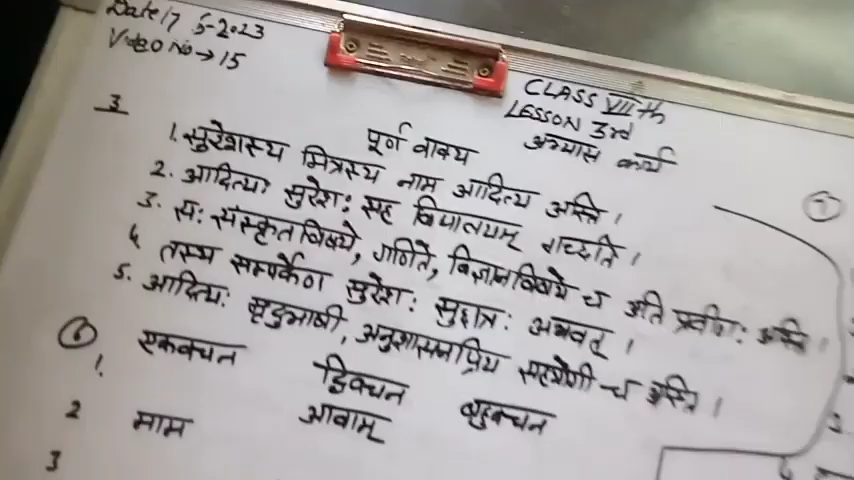 Date 17 5-2023
Video No → 15
CLASS VIIth
LESSON 3rd
अभ्यास कार्य
3
पूर्ण वाक्य
1. सुरेशस्य मित्रस्य नाम आदित्य अस्ति।
2. आदित्यः सुरेशः सह विद्यालयम् गच्छति।
3. सः संस्कृतविषये, गणिते, विज्ञानविषये च अति प्रवीणः अस्ति।
4 तस्य सम्पर्केण सुरेशः सुछात्रः अभवत्।
5. आदित्यः मृदुभाषी, अनुशासनप्रिय सहयोगी च अस्ति।
6 एकवचन द्विवचन बहुवचन
1.
2 माम आवाम्
3